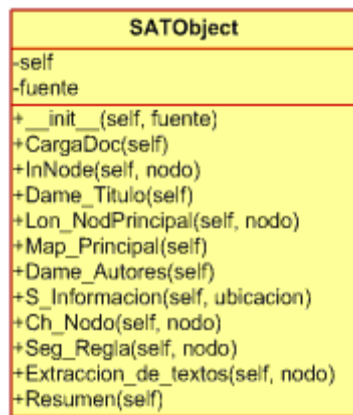 SATObject
-self
-fuente
+__init__(self, fuente)
+CargaDoc(self)
+InNode(self, nodo)
+Dame_Titulo(self)
+Lon_NodPrincipal(self, nodo)
+Map_Principal(self)
+Dame_Autores(self)
+S_Informacion(self, ubicacion)
+Ch_Nodo(self, nodo)
+Seg_Regla(self, nodo)
+Extraccion_de_textos(self, nodo)
+Resumen(self)